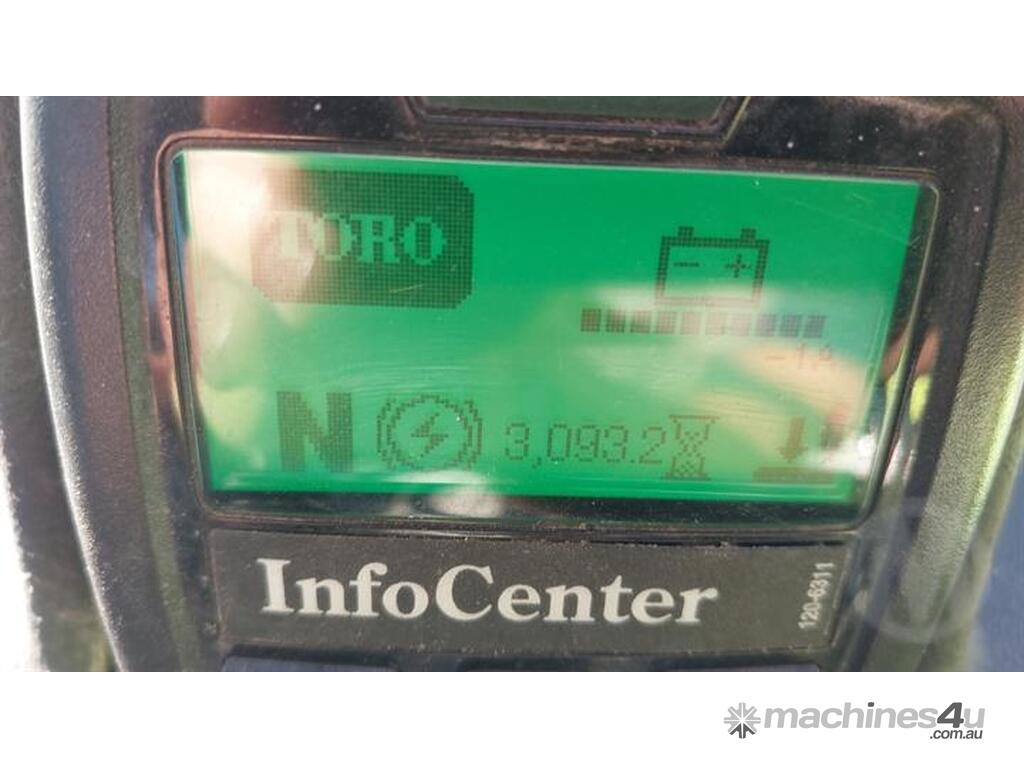 TORO
- +
N 3,093.2
InfoCenter
120-6311
machines4u
.com.au